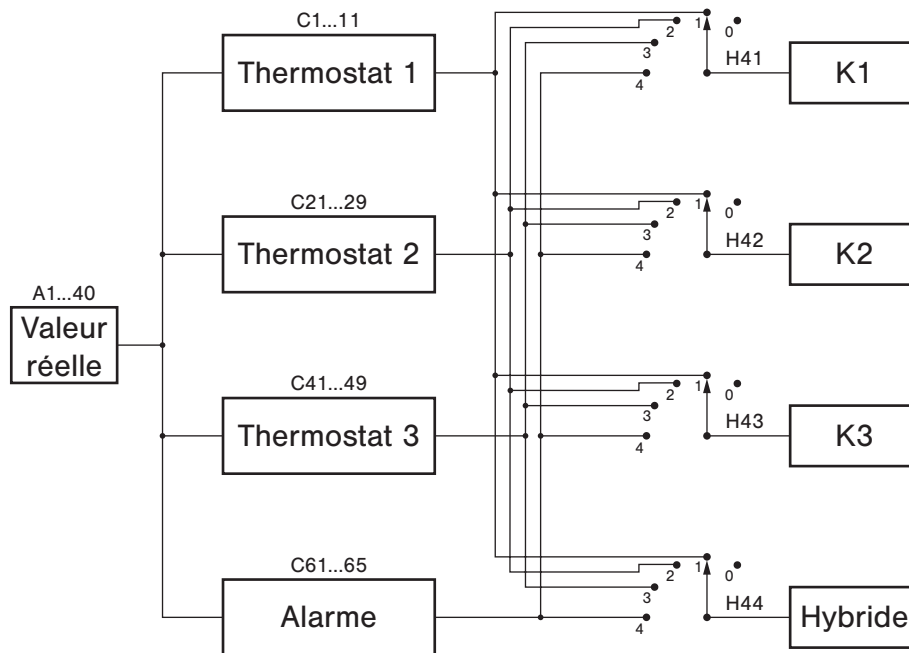 C1...11
Thermostat 1
1
0
2
3
4
H41
K1
C21...29
Thermostat 2
1
0
2
3
4
H42
K2
A1...40
Valeur
réelle
C41...49
Thermostat 3
1
0
2
3
4
H43
K3
C61...65
Alarme
1
0
2
3
4
H44
Hybride